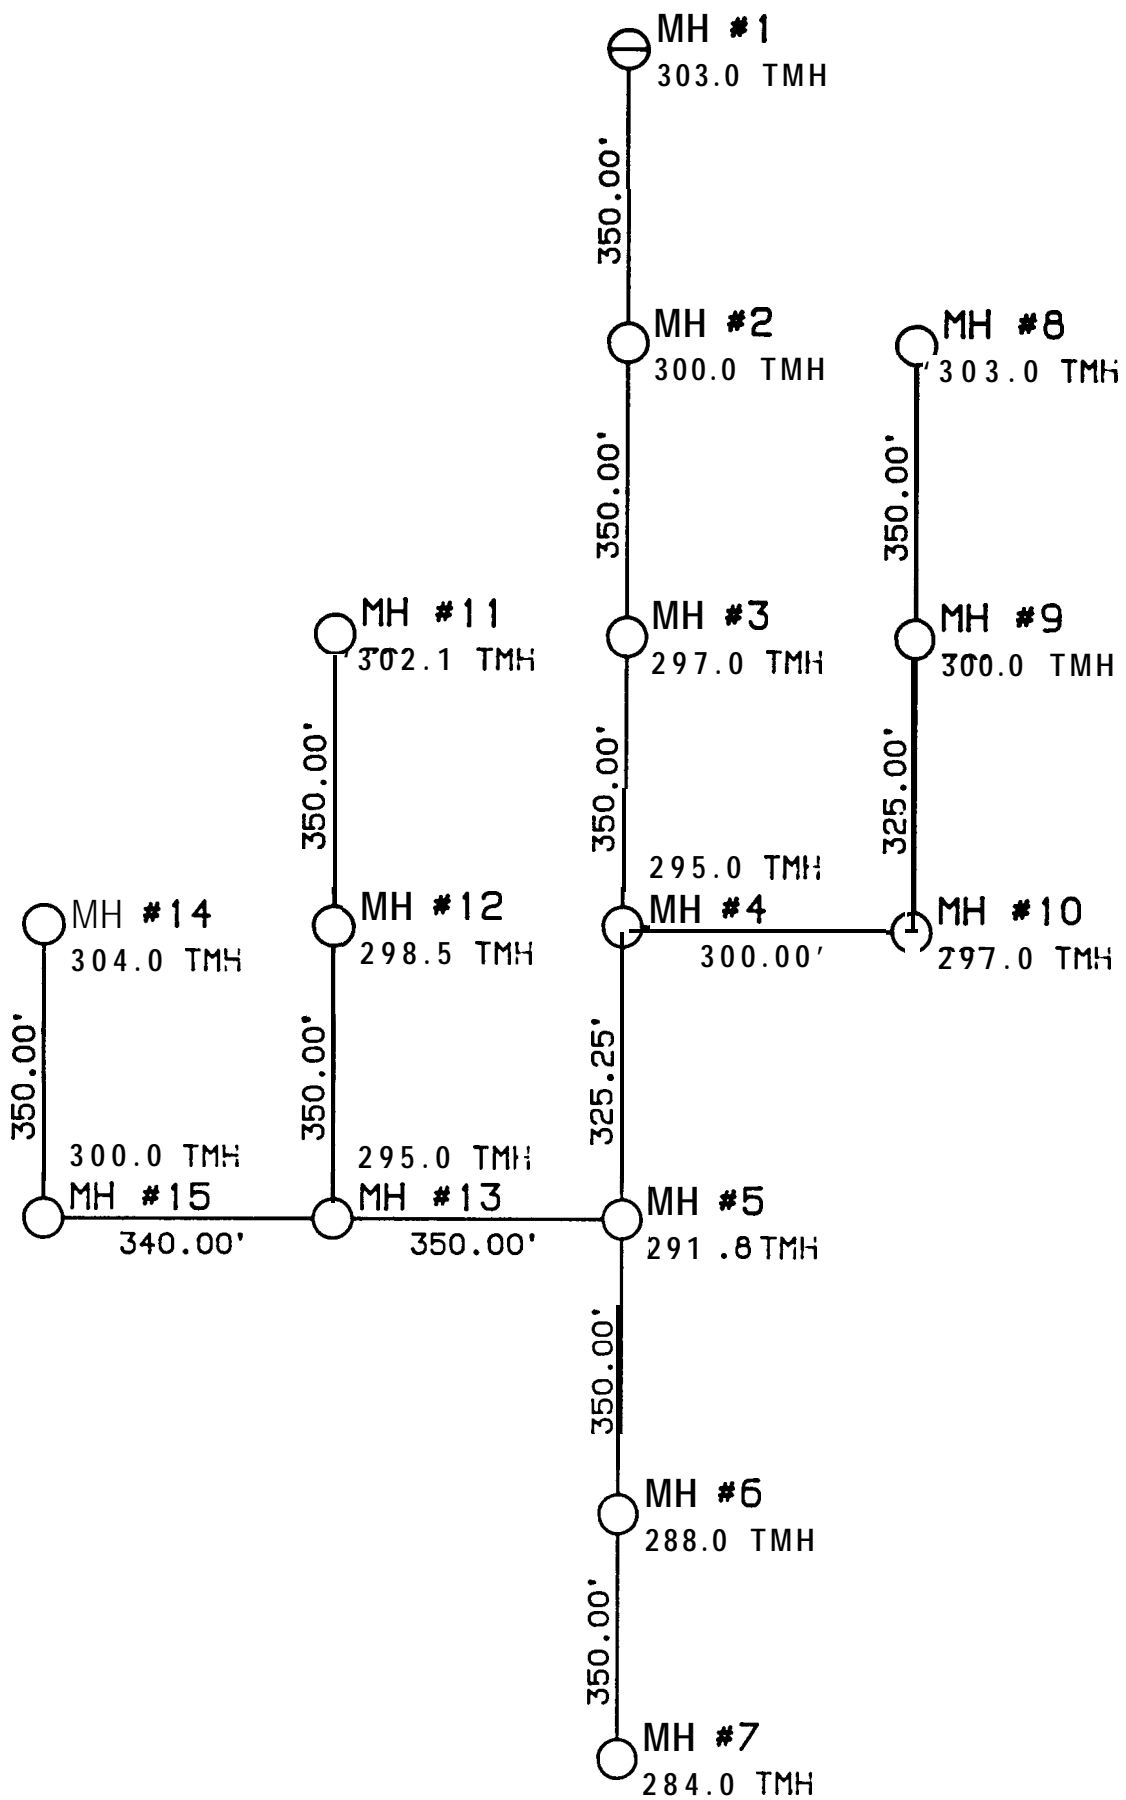 MH #1
303.0 TMH
350.00'
MH #2
300.0 TMH
MH #8
303.0 TMH
350.00'
350.00'
MH #11
302.1 TMH
MH #3
297.0 TMH
MH #9
300.0 TMH
350.00'
350.00'
325.00'
295.0 TMH
MH #14
304.0 TMH
MH #12
298.5 TMH
MH #4
300.00'
MH #10
297.0 TMH
350.00'
350.00'
325.25'
300.0 TMH
MH #15
340.00'
295.0 TMH
MH #13
350.00'
MH #5
291 .8 TMH
350.00'
MH #6
288.0 TMH
350.00'
MH #7
284.0 TMH